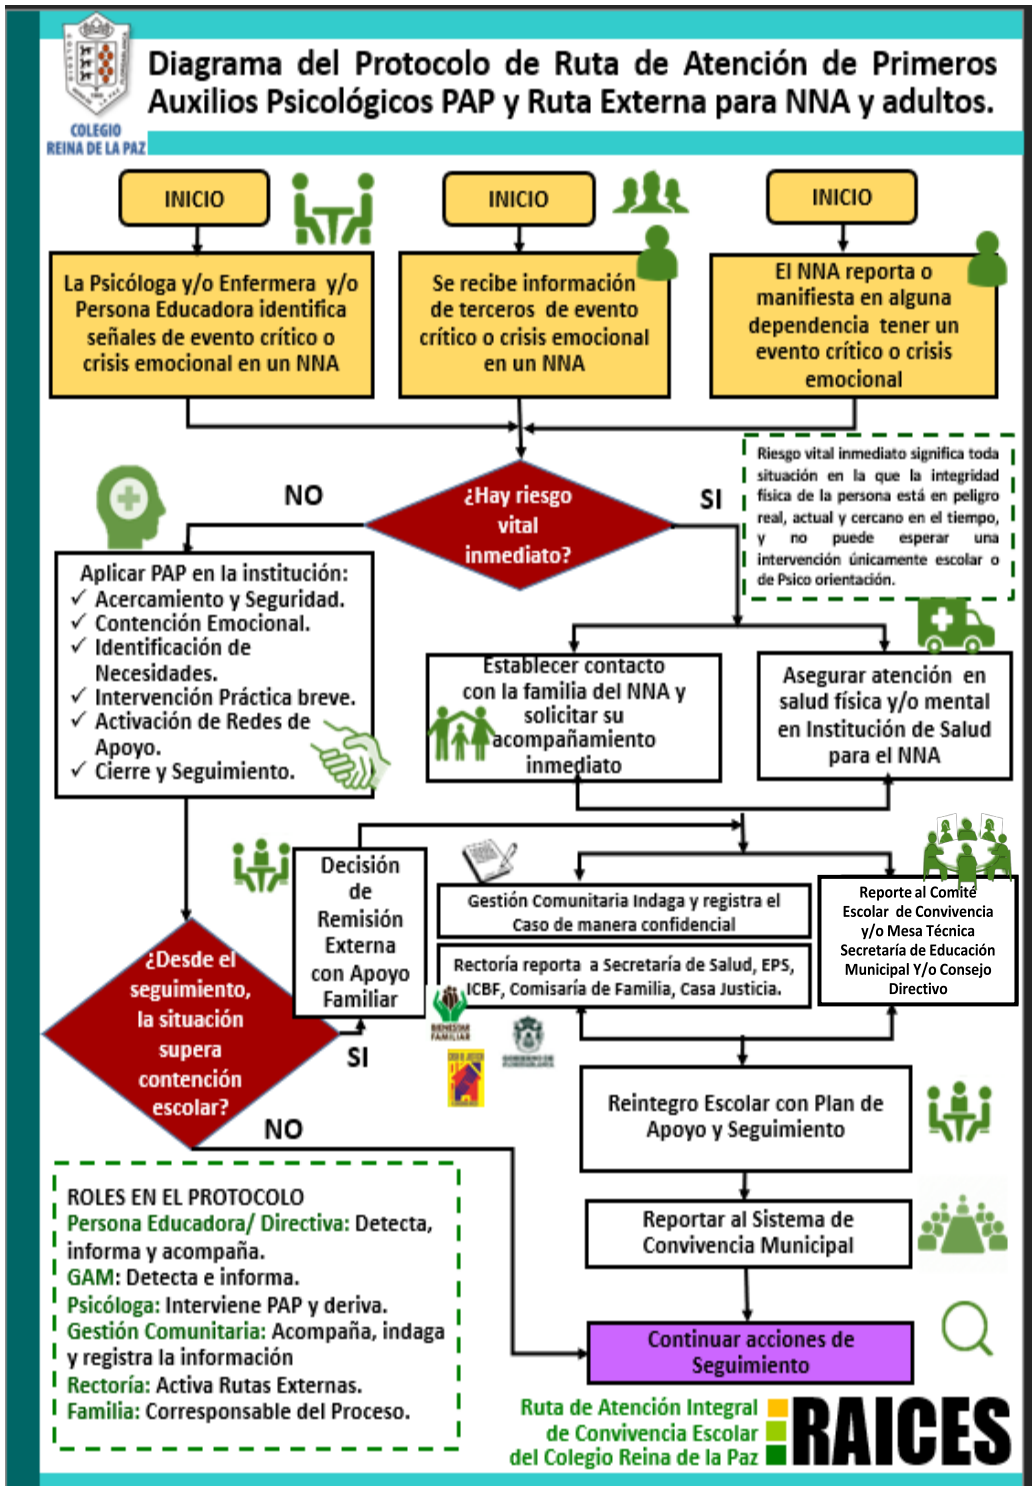 Diagrama del Protocolo de Ruta de Atención de Primeros
Auxilios Psicológicos PAP y Ruta Externa para NNA y adultos.
COLEGIO
REINA DE LA PAZ
INICIO
INICIO
INICIO
La Psicóloga y/o Enfermera y/o
Persona Educadora identifica
señales de evento crítico o
crisis emocional en un NNA
Se recibe información
de terceros de evento
crítico o crisis emocional
en un NNA
El NNA reporta o
manifiesta en alguna
dependencia tener un
evento crítico o crisis
emocional
Riesgo vital inmediato significa toda
situación en la que la integridad
física de la persona está en peligro
real, actual y cercano en el tiempo,
y no puede esperar una
intervención únicamente escolar o
de Psico orientación.
¿Hay riesgo
vital
inmediato?
NO
SI
Aplicar PAP en la institución:
✓ Acercamiento y Seguridad.
✓ Contención Emocional.
✓ Identificación de
Necesidades.
✓ Intervención Práctica breve.
✓ Activación de Redes de
Apoyo.
✓ Cierre y Seguimiento.
Establecer contacto
con la familia del NNA y
solicitar su
acompañamiento
inmediato
Asegurar atención en
salud física y/o mental
en Institución de Salud
para el NNA
Decisión
de
Remisión
Externa
con Apoyo
Familiar
Gestión Comunitaria Indaga y registra el
Caso de manera confidencial
Rectoría reporta a Secretaría de Salud, EPS,
ICBF, Comisaría de Familia, Casa Justicia.
BIENESTAR
FAMILIAR
Reporte al Comité
Escolar de Convivencia
y/o Mesa Técnica
Secretaría de Educación
Municipal Y/o Consejo
Directivo
¿Desde el
seguimiento,
la situación
supera
contención
escolar?
SI
NO
Reintegro Escolar con Plan de
Apoyo y Seguimiento
Reportar al Sistema de
Convivencia Municipal
Continuar acciones de
Seguimiento
ROLES EN EL PROTOCOLO
Persona Educadora/ Directiva: Detecta,
informa y acompaña.
GAM: Detecta e informa.
Psicóloga: Interviene PAP y deriva.
Gestión Comunitaria: Acompaña, indaga
y registra la información
Rectoría: Activa Rutas Externas.
Familia: Corresponsable del Proceso.
Ruta de Atención Integral
de Convivencia Escolar
del Colegio Reina de la Paz
RAICES